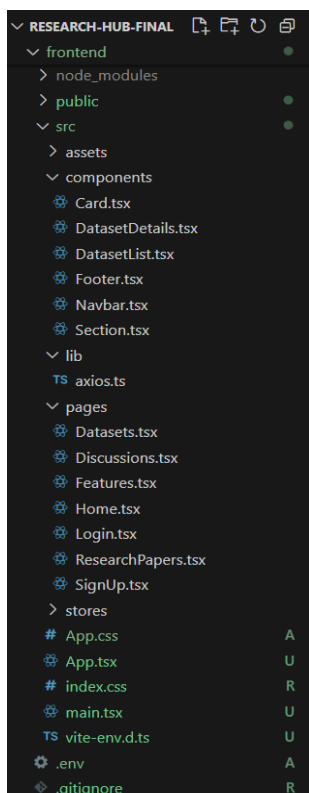 RESEARCH-HUB-FINAL
frontend
node_modules
public
src
assets
components
Card.tsx
DatasetDetails.tsx
DatasetList.tsx
Footer.tsx
Navbar.tsx
Section.tsx
lib
TS axios.ts
pages
Datasets.tsx
Discussions.tsx
Features.tsx
Home.tsx
Login.tsx
ResearchPapers.tsx
SignUp.tsx
stores
# App.css A
App.tsx U
# index.css R
main.tsx U
TS vite-env.d.ts U
.env A
.gitignore R